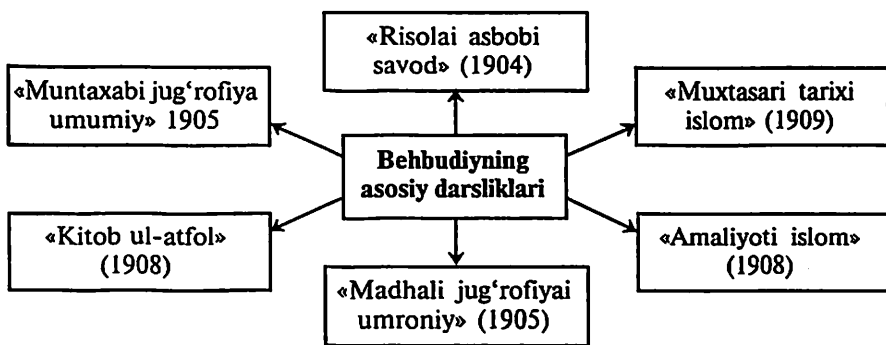 «Risolai asbobi
savod» (1904)
«Muntaxabi jug‘rofiya
umumiy» 1905
«Muxtasari tarixi
islom» (1909)
Behbudiyning
asosiy darsliklari
«Kitob ul-atfol»
(1908)
«Amaliyoti islom»
(1908)
«Madhali jug‘rofiyai
umroniy» (1905)